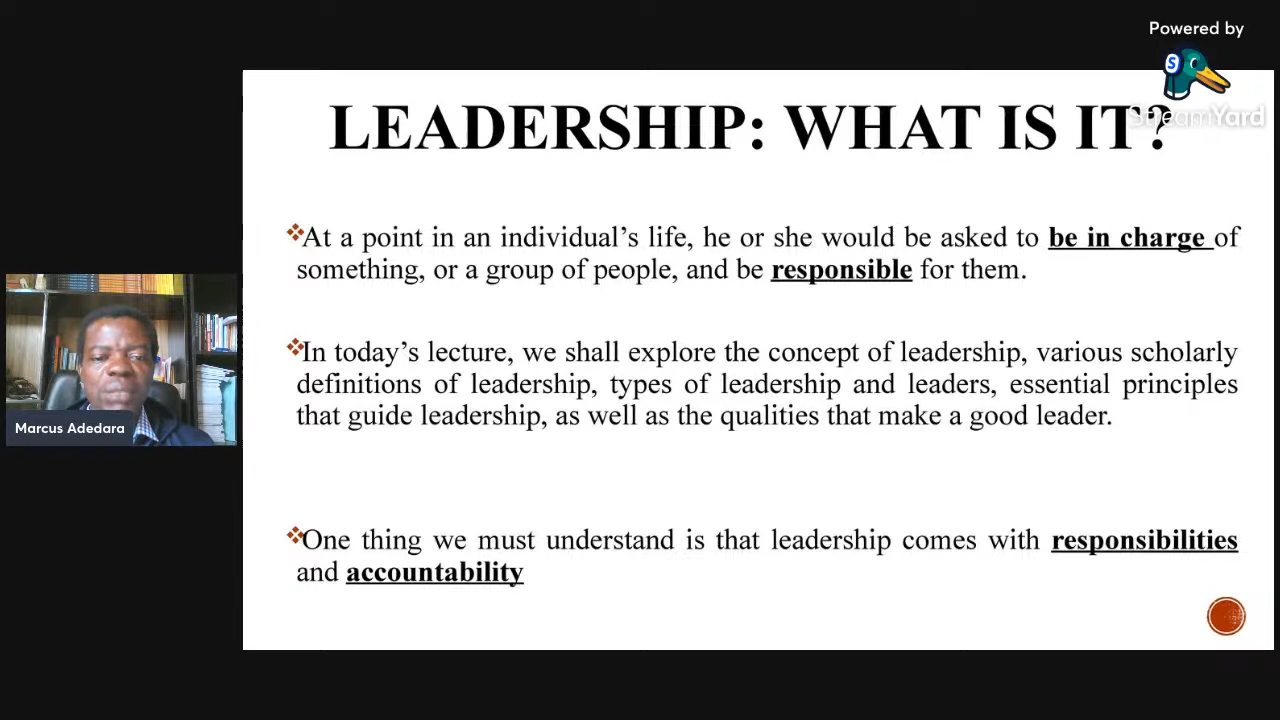 Powered by
S
StreamYard
LEADERSHIP: WHAT IS IT?
❖At a point in an individual’s life, he or she would be asked to be in charge of
something, or a group of people, and be responsible for them.
❖In today’s lecture, we shall explore the concept of leadership, various scholarly
definitions of leadership, types of leadership and leaders, essential principles
that guide leadership, as well as the qualities that make a good leader.
Marcus Adedara
❖One thing we must understand is that leadership comes with responsibilities
and accountability